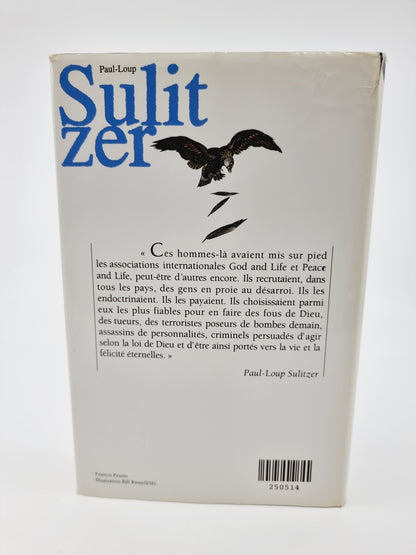 Paul-Loup
Sulit
zer
« Ces hommes-là avaient mis sur pied
les associations internationales God and Life et Peace
and Life, peut-être d'autres encore. Ils recrutaient, dans
tous les pays, des gens en proie au désarroi. Ils les
endoctrinaient. Ils les payaient. Ils choisissaient parmi
eux les plus fiables pour en faire des fous de Dieu,
des tueurs, des terroristes poseurs de bombes demain,
assassins de personnalités, criminels persuadés d'agir
selon la loi de Dieu et d'être ainsi portés vers la vie et la
félicité éternelles. »
Paul-Loup Sulitzer
Francis
Illustration Bill
250514